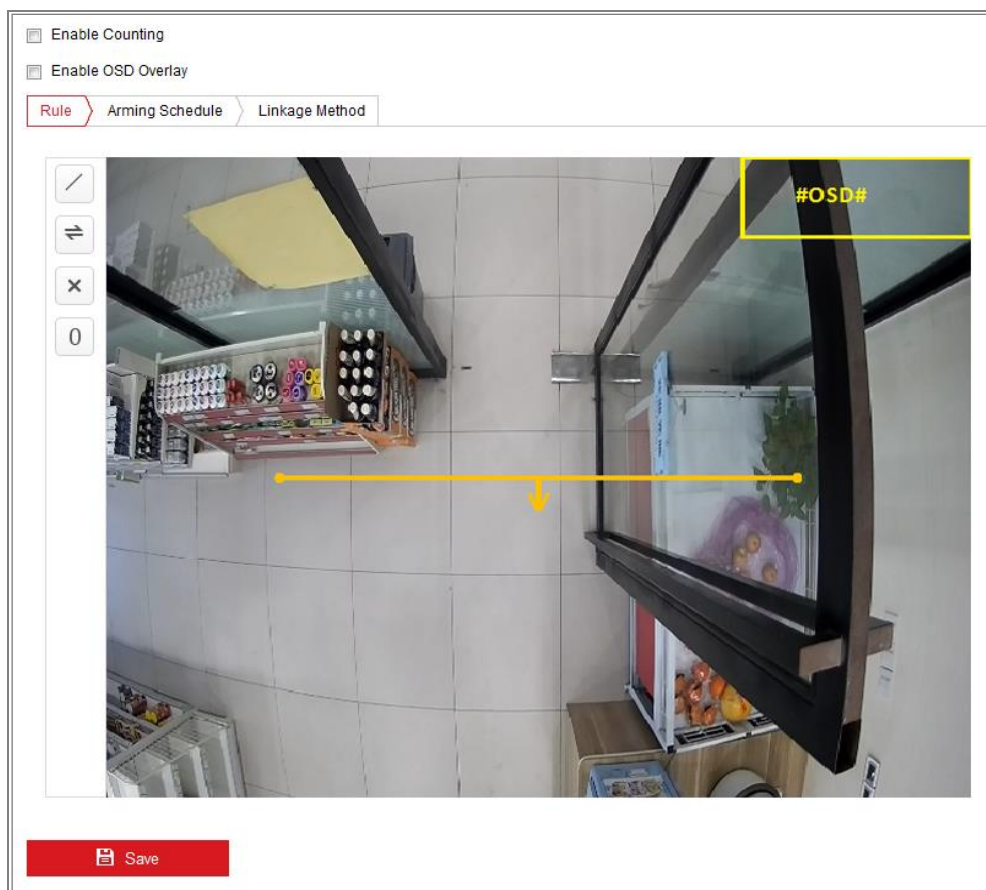 Enable Counting
Enable OSD Overlay
Rule Arming Schedule Linkage Method
#OSD#
0
Save